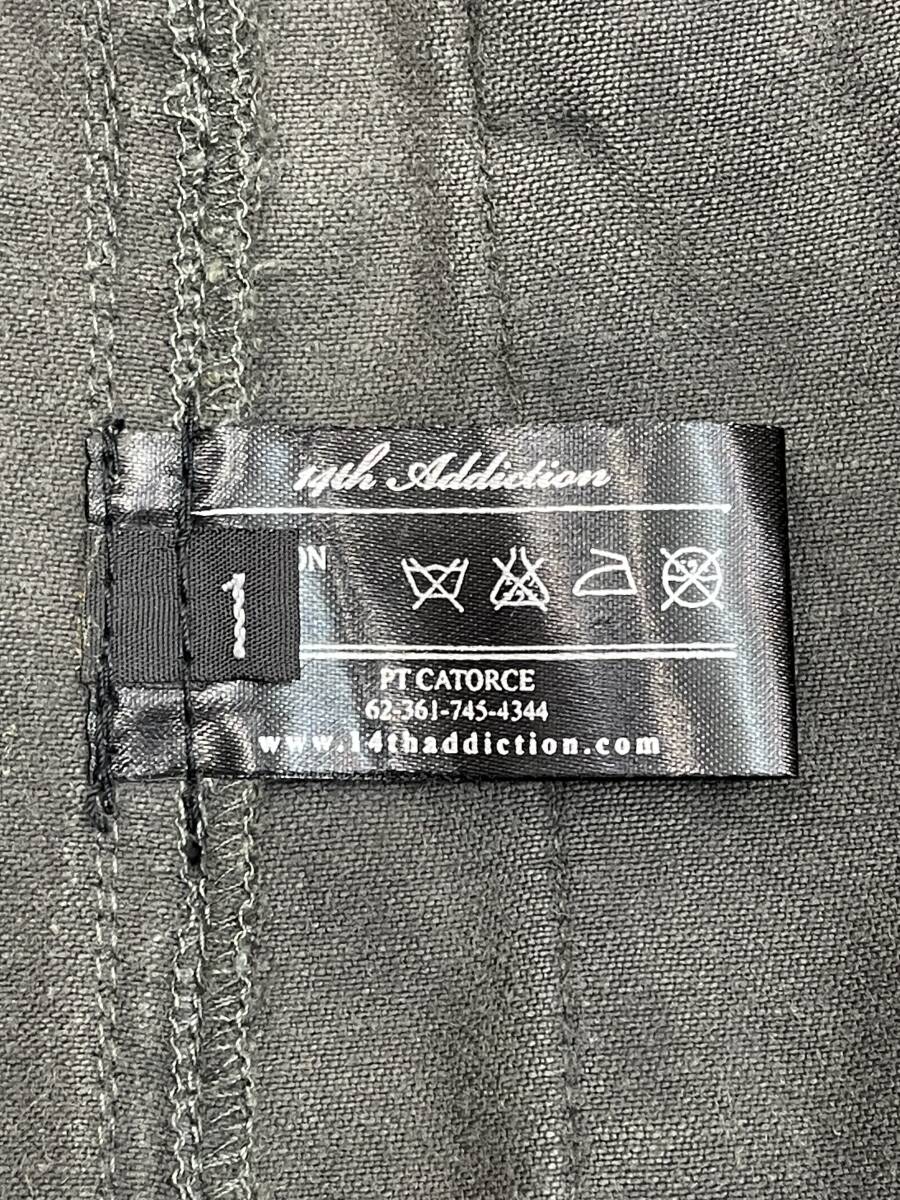 14th Addiction
ON
1
PT CATORCE
62-361-745-4344
www.14thaddiction.com